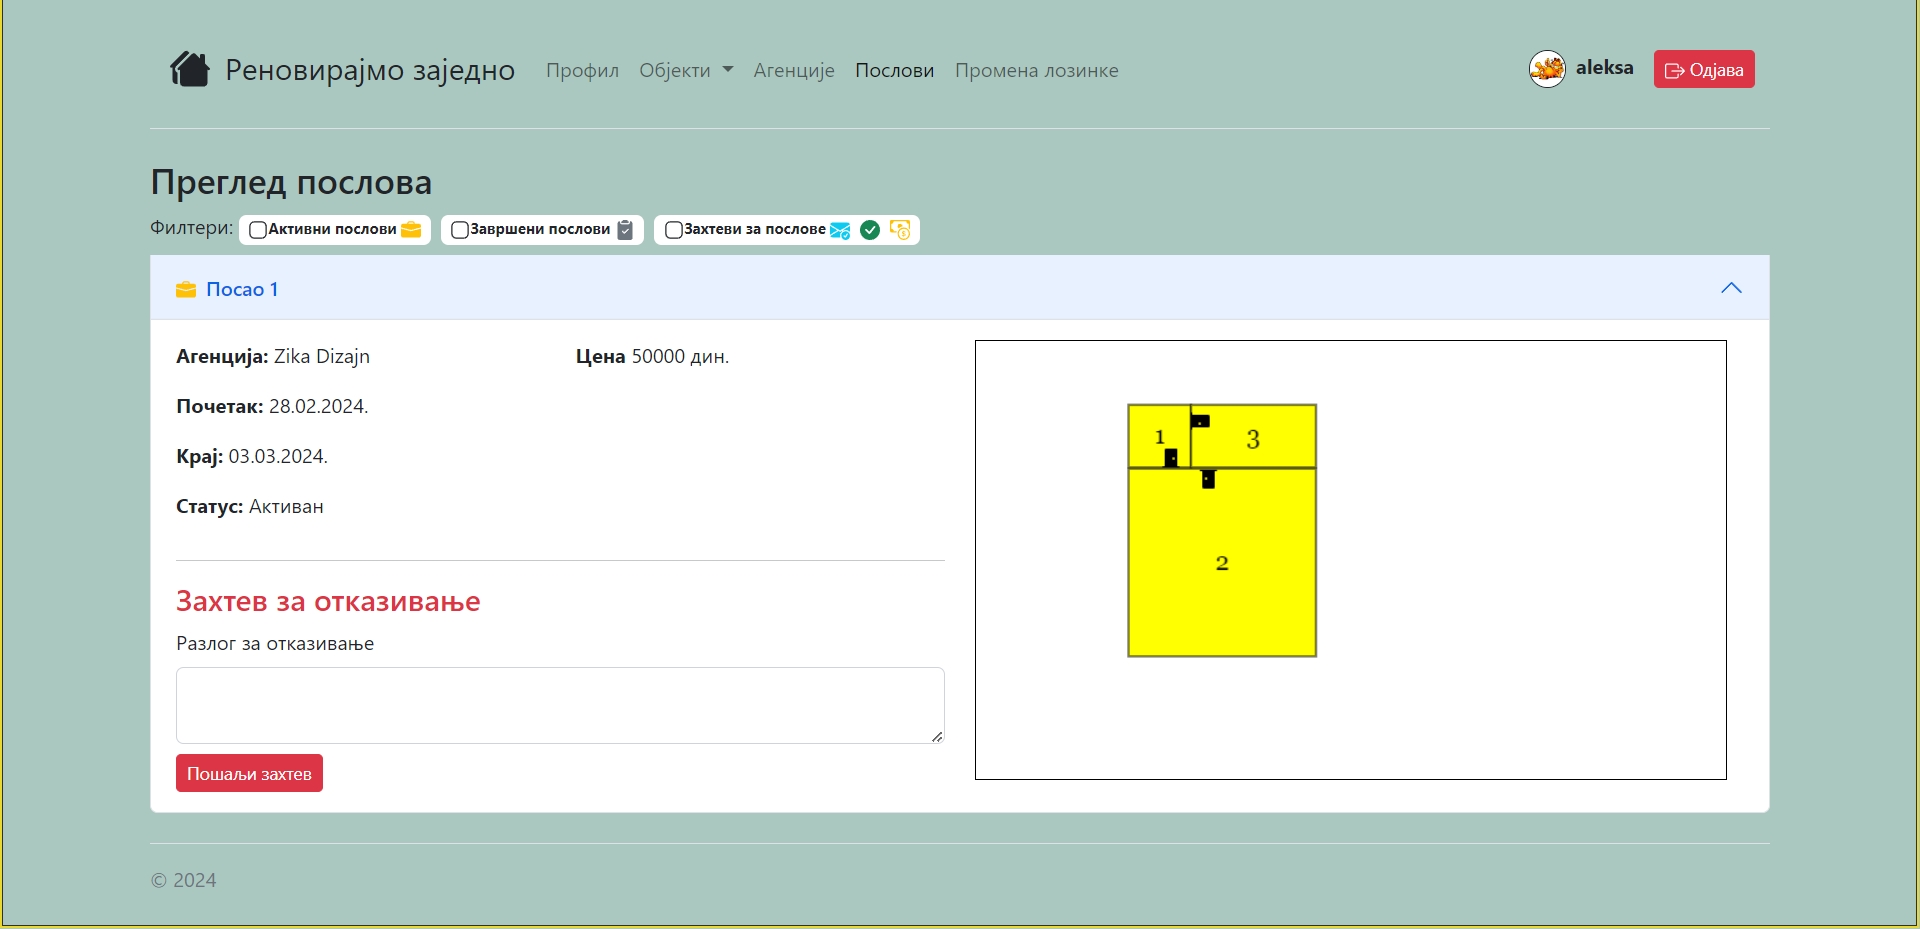 Реновирајмо заједно Профил Објекти Агенције Послови Промена лозинке aleksa Одјава
Преглед послова
Филтери: Активни послови Завршени послови Захтеви за послове
Посао 1
Агенција: Zika Dizajn Цена 50000 дин.
Почетак: 28.02.2024.
Крај: 03.03.2024.
Статус: Активан
1 3
2
Захтев за отказивање
Разлог за отказивање
Пошаљи захтев
© 2024